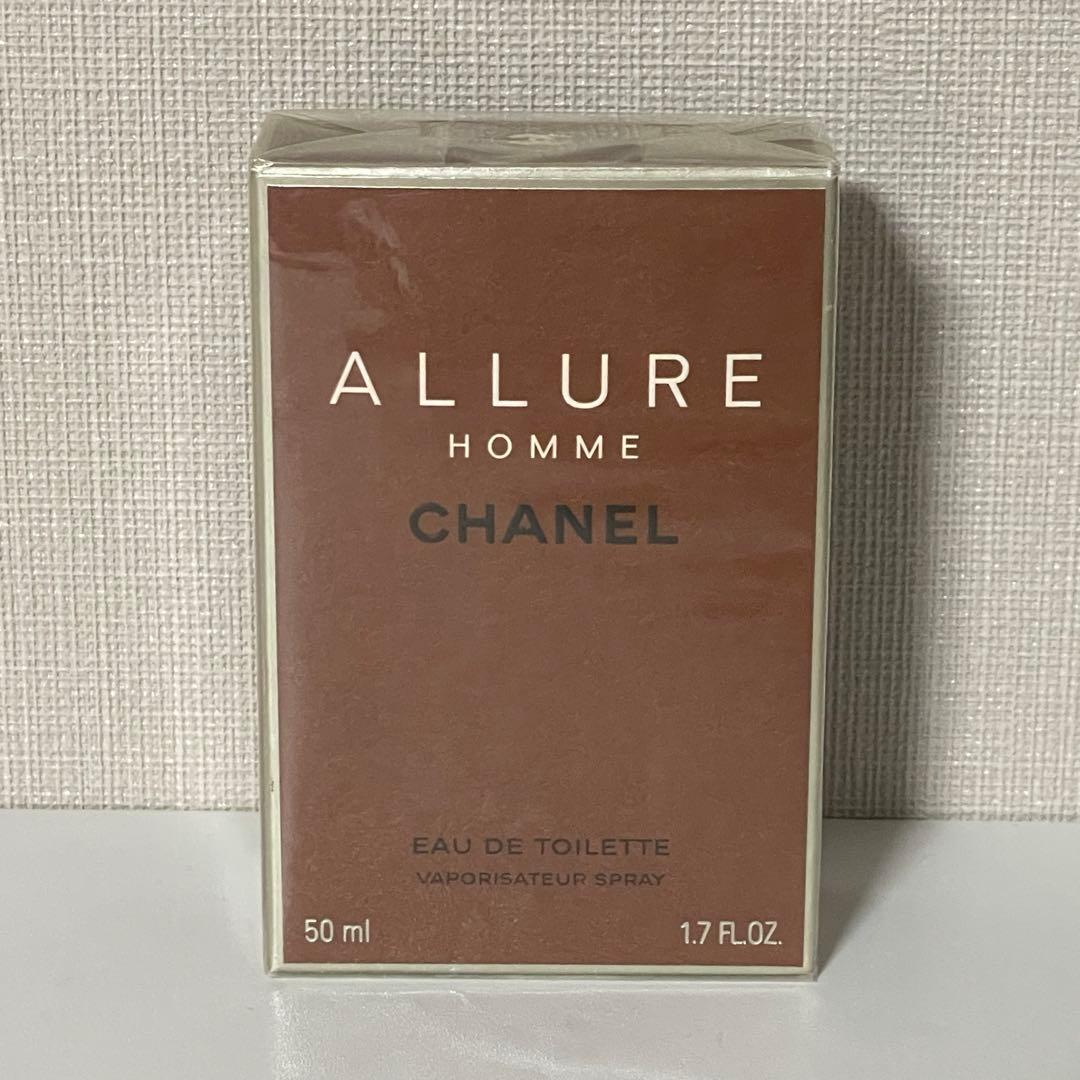 ALLURE
HOMME
CHANEL
EAU DE TOILETTE
VAPORISATEUR SPRAY
50 ml 1.7 FL.OZ.